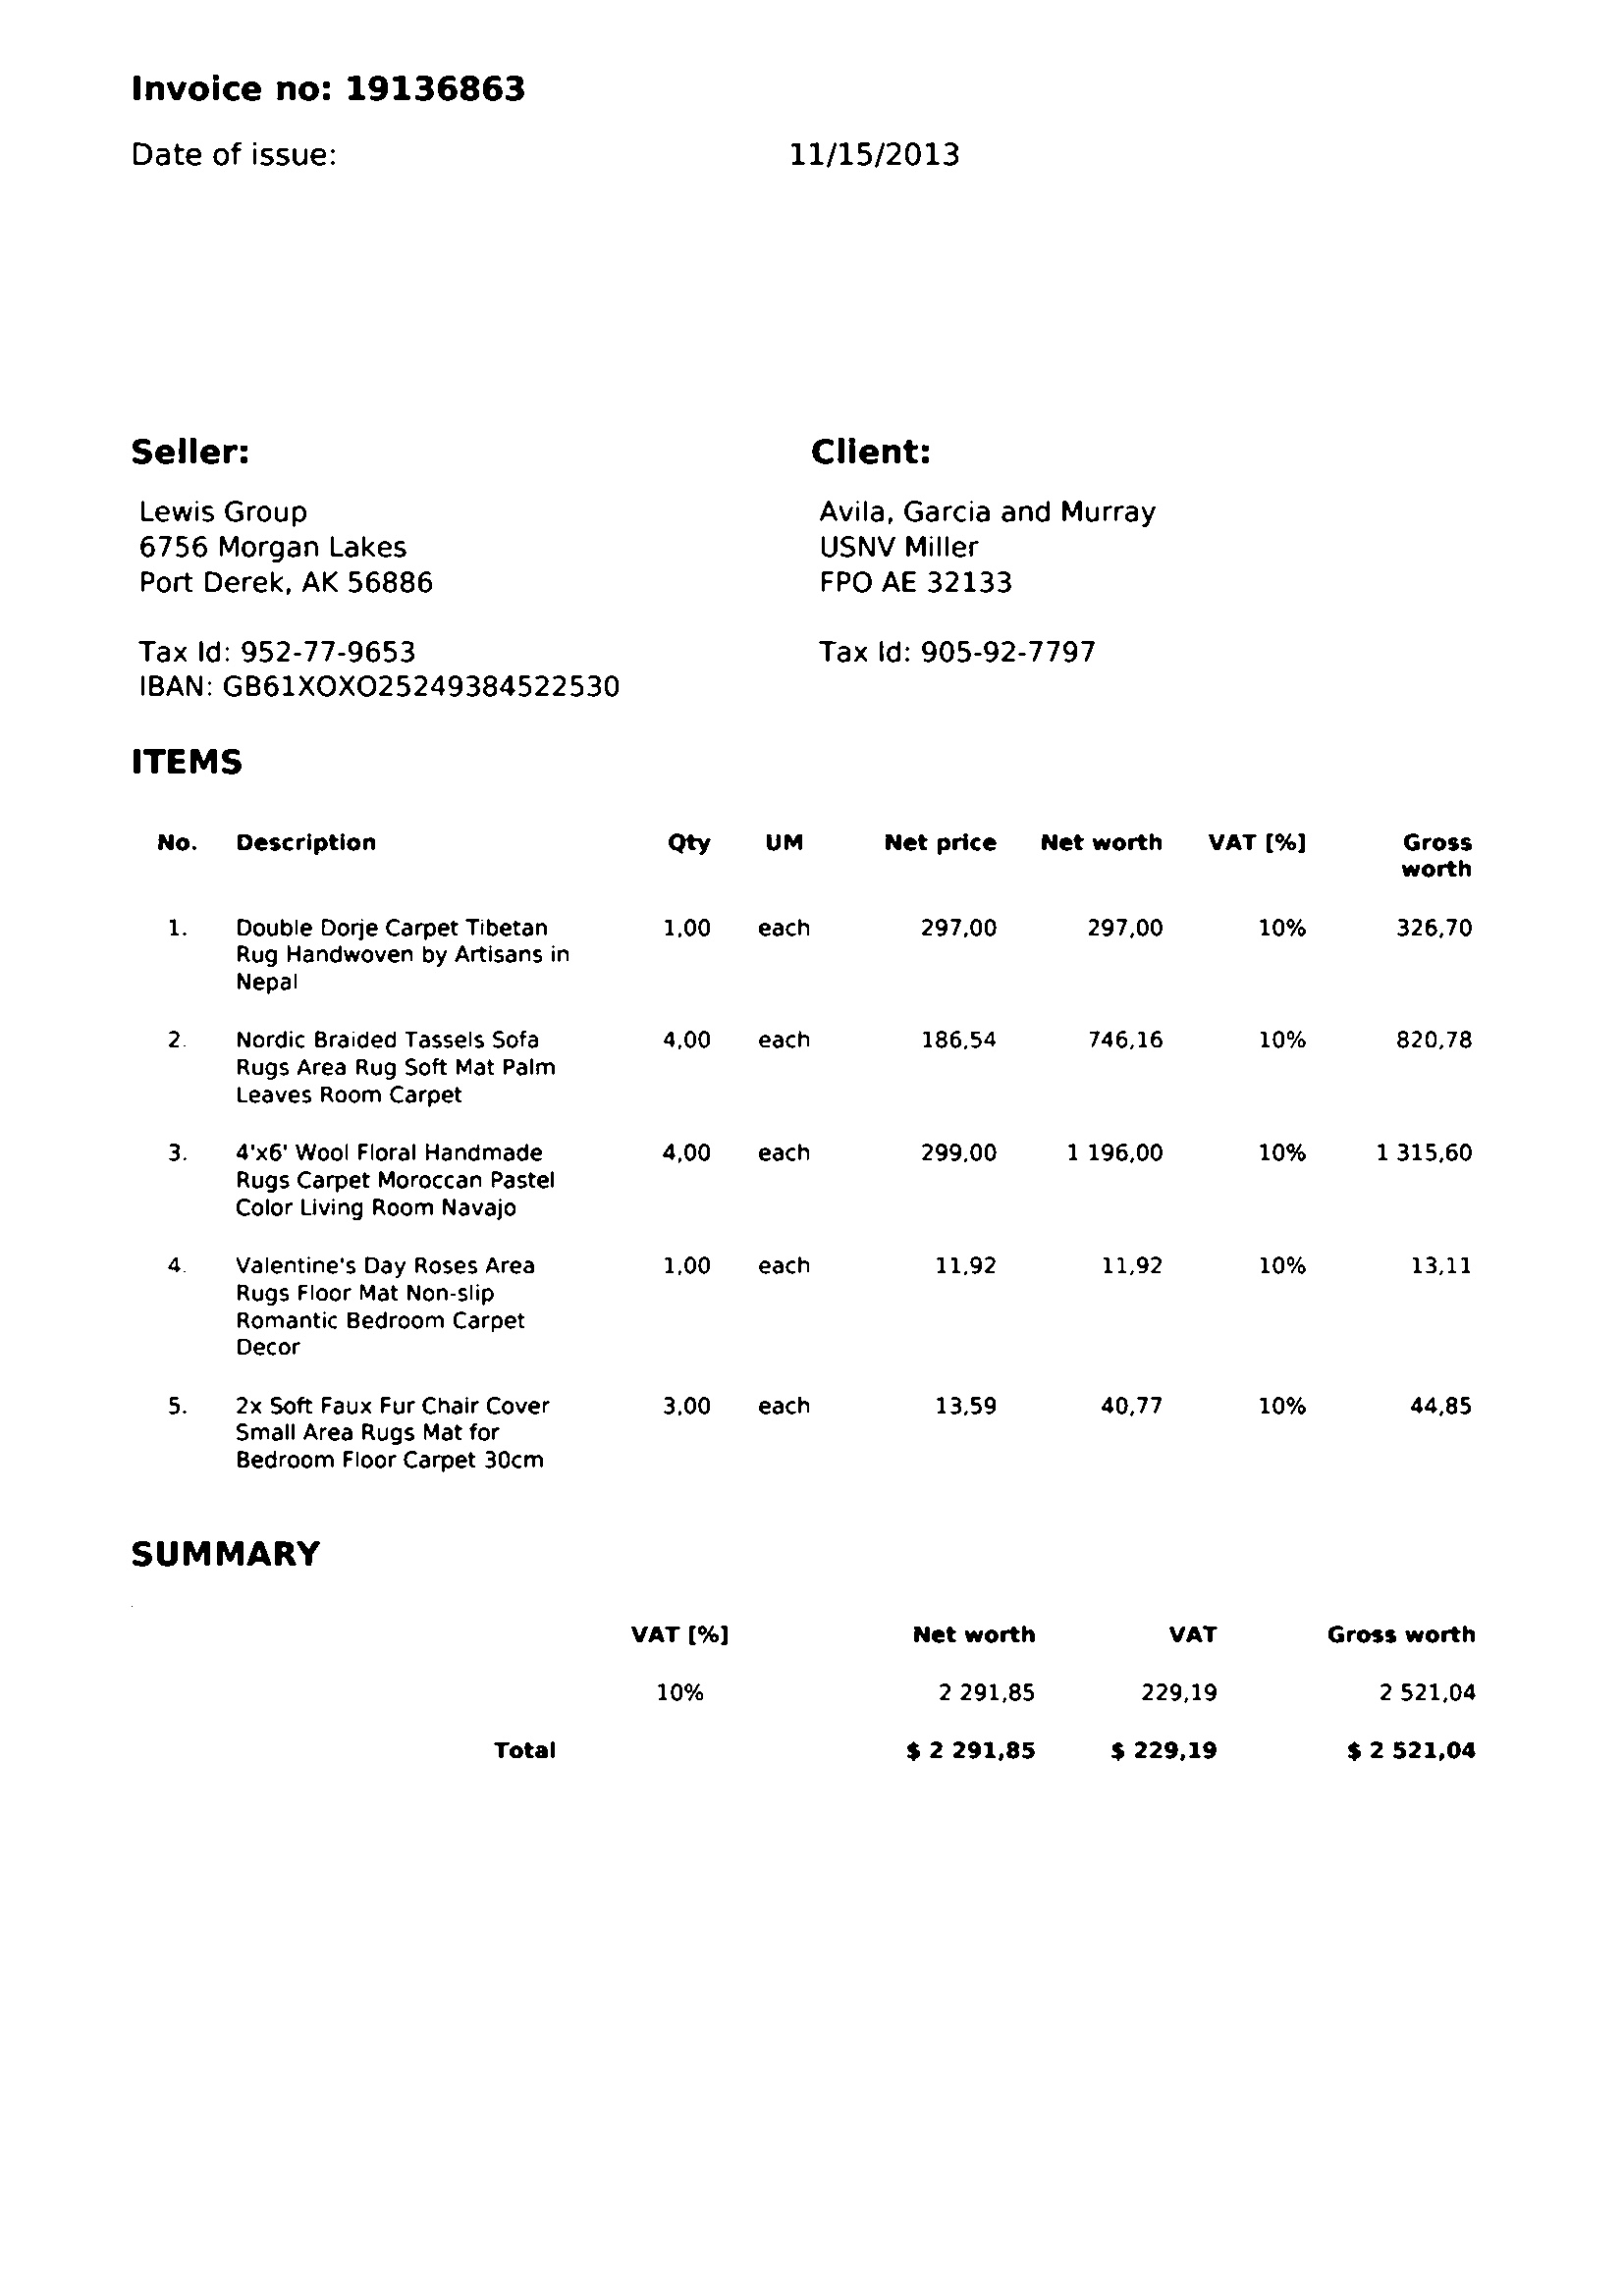 Invoice no: 19136863
Date of issue: 11/15/2013
Seller: Client:
Lewis Group Avila, Garcia and Murray
6756 Morgan Lakes USNV Miller
Port Derek, AK 56886 FPO AE 32133
Tax Id: 952-77-9653 Tax Id: 905-92-7797
IBAN: GB61XOXO25249384522530
ITEMS
No. Description Qty UM Net price Net worth VAT [%] Gross
worth
1. Double Dorje Carpet Tibetan 1,00 each 297,00 297,00 10% 326,70
Rug Handwoven by Artisans in
Nepal
2. Nordic Braided Tassels Sofa 4,00 each 186,54 746,16 10% 820,78
Rugs Area Rug Soft Mat Palm
Leaves Room Carpet
3. 4'x6' Wool Floral Handmade 4,00 each 299,00 1 196,00 10% 1 315,60
Rugs Carpet Moroccan Pastel
Color Living Room Navajo
4. Valentine's Day Roses Area 1,00 each 11,92 11,92 10% 13,11
Rugs Floor Mat Non-slip
Romantic Bedroom Carpet
Decor
5. 2x Soft Faux Fur Chair Cover 3,00 each 13,59 40,77 10% 44,85
Small Area Rugs Mat for
Bedroom Floor Carpet 30cm
SUMMARY
VAT [%] Net worth VAT Gross worth
10% 2 291,85 229,19 2 521,04
Total $ 2 291,85 $ 229,19 $ 2 521,04